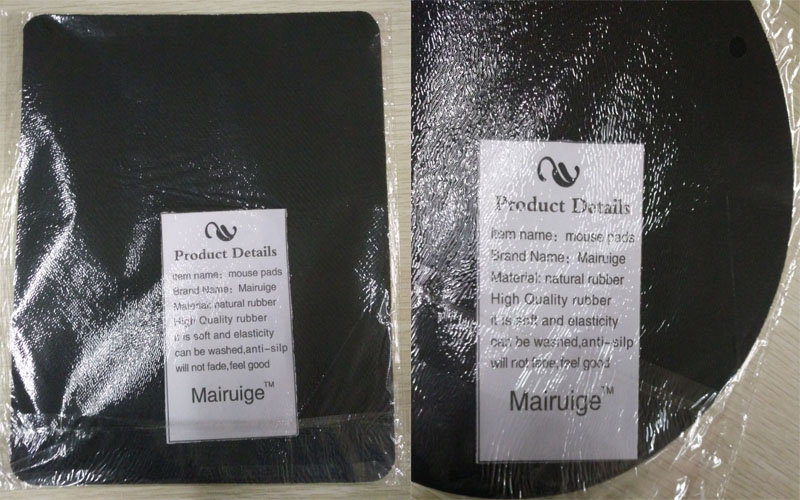 Product Details
item name: mouse pads
Brand Name: Mairuige
Material: natural rubber
High Quality rubber
it is soft and elasticity
can be washed,anti-silp
will not fade,feel good
Mairuige™
Product Details
item name: mouse pads
Brand Name: Mairuige
Material: natural rubber
High Quality rubber
it is soft and elasticity
can be washed,anti-silp
will not fade,feel good
Mairuige™